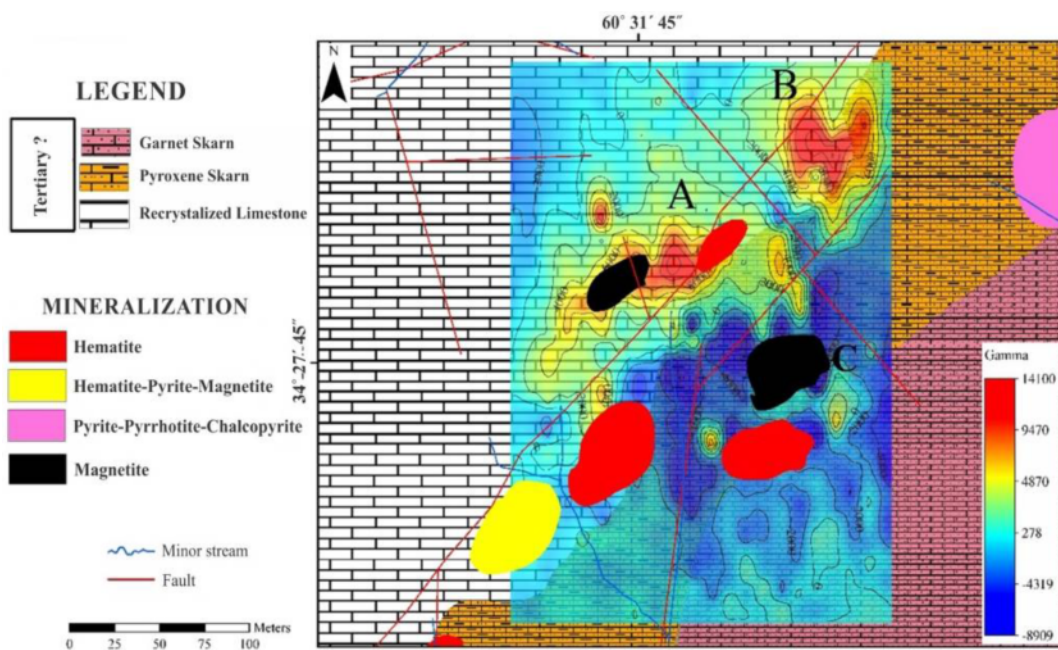 60° 31´ 45˝
N
B
A
C
34° 27´ 45˝
LEGEND
Tertiary ?
Garnet Skarn
Pyroxene Skarn
Recrystalized Limestone
MINERALIZATION
Hematite
Hematite-Pyrite-Magnetite
Pyrite-Pyrrhotite-Chalcopyrite
Magnetite
Minor stream
Fault
0 25 50 75 100 Meters
Gamma
14100
9470
4870
278
-4319
-8909